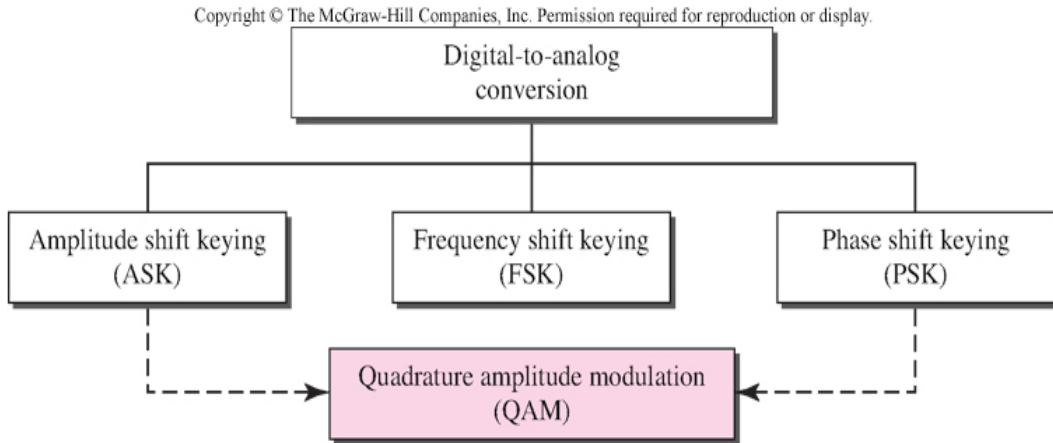 Copyright © The McGraw-Hill Companies, Inc. Permission required for reproduction or display.
Digital-to-analog
conversion
Amplitude shift keying
(ASK)
Frequency shift keying
(FSK)
Phase shift keying
(PSK)
Quadrature amplitude modulation
(QAM)